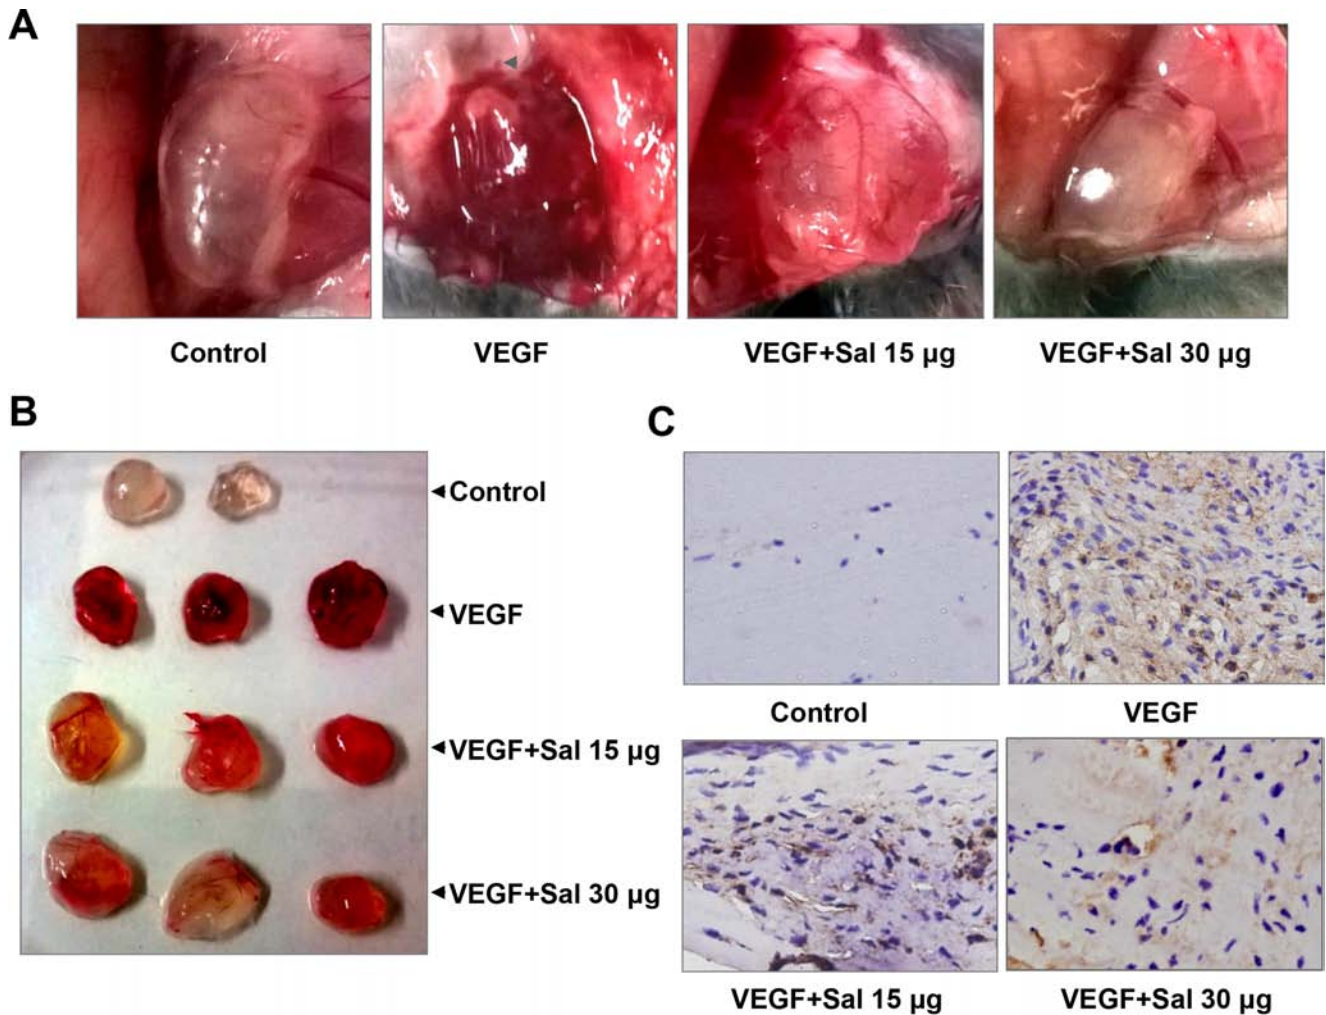 A
Control
VEGF
VEGF+Sal 15 µg
VEGF+Sal 30 µg
B
Control
VEGF
VEGF+Sal 15 µg
VEGF+Sal 30 µg
C
Control
VEGF
VEGF+Sal 15 µg
VEGF+Sal 30 µg